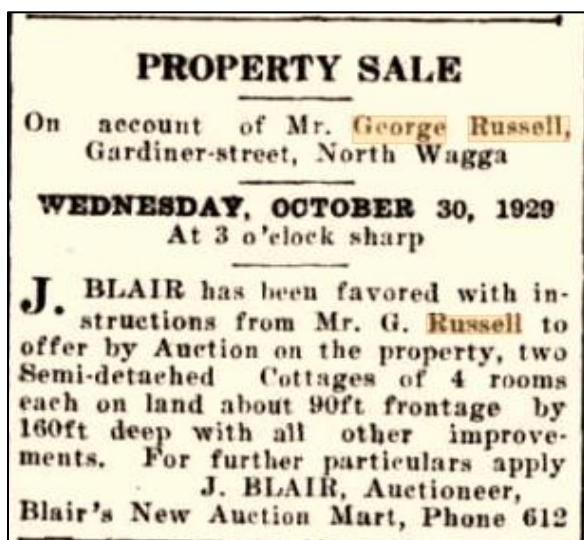 PROPERTY SALE
On account of Mr. George Russell,
Gardiner-street, North Wagga
WEDNESDAY, OCTOBER 30, 1929
At 3 o'clock sharp
J. BLAIR has been favored with in-
structions from Mr. G. Russell to
offer by Auction on the property, two
Semi-detached Cottages of 4 rooms
each on land about 90ft frontage by
160ft deep with all other improve-
ments. For further particulars apply
J. BLAIR, Auctioneer,
Blair's New Auction Mart, Phone 612